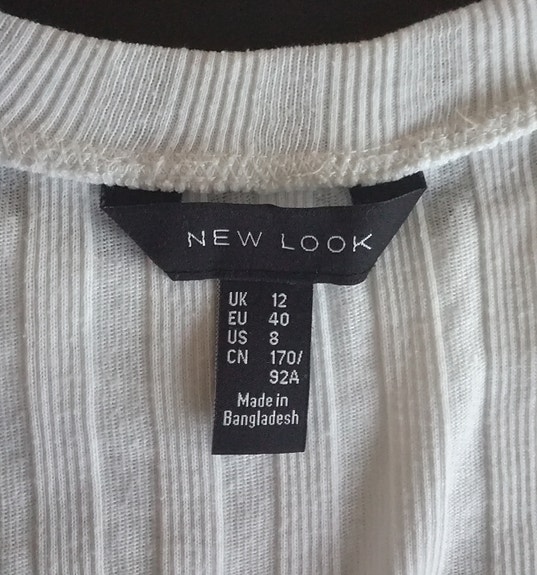 NEW LOOK
UK 12
EU 40
US 8
CN 170/
92A
Made in
Bangladesh